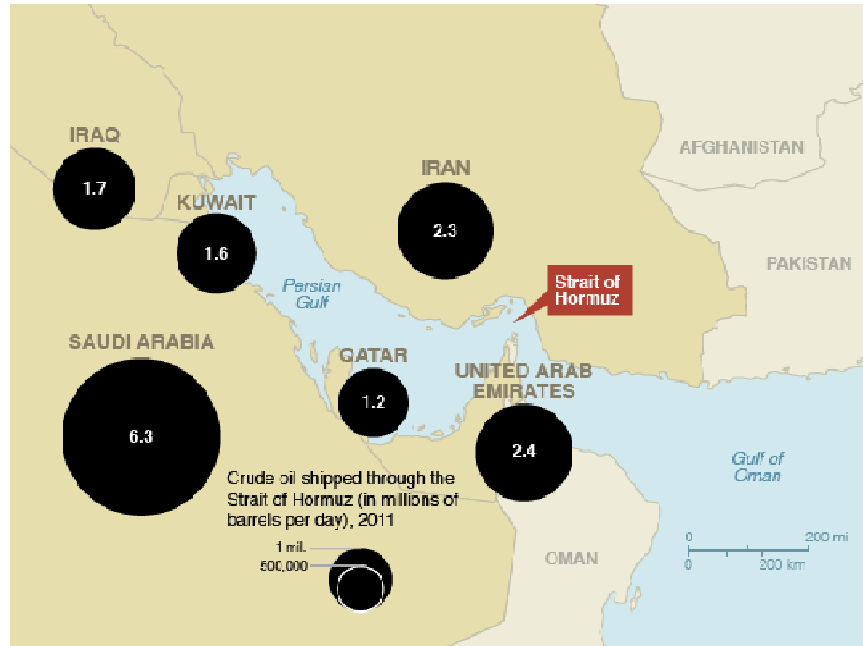 IRAQ
1.7
KUWAIT
1.6
IRAN
2.3
AFGHANISTAN
PAKISTAN
Persian
Gulf
Strait of
Hormuz
SAUDI ARABIA
6.3
QATAR
1.2
UNITED ARAB
EMIRATES
2.4
Gulf of
Oman
Crude oil shipped through the
Strait of Hormuz (in millions of
barrels per day), 2011
1 mil.
500,000
OMAN
0 200 mi
0 200 km